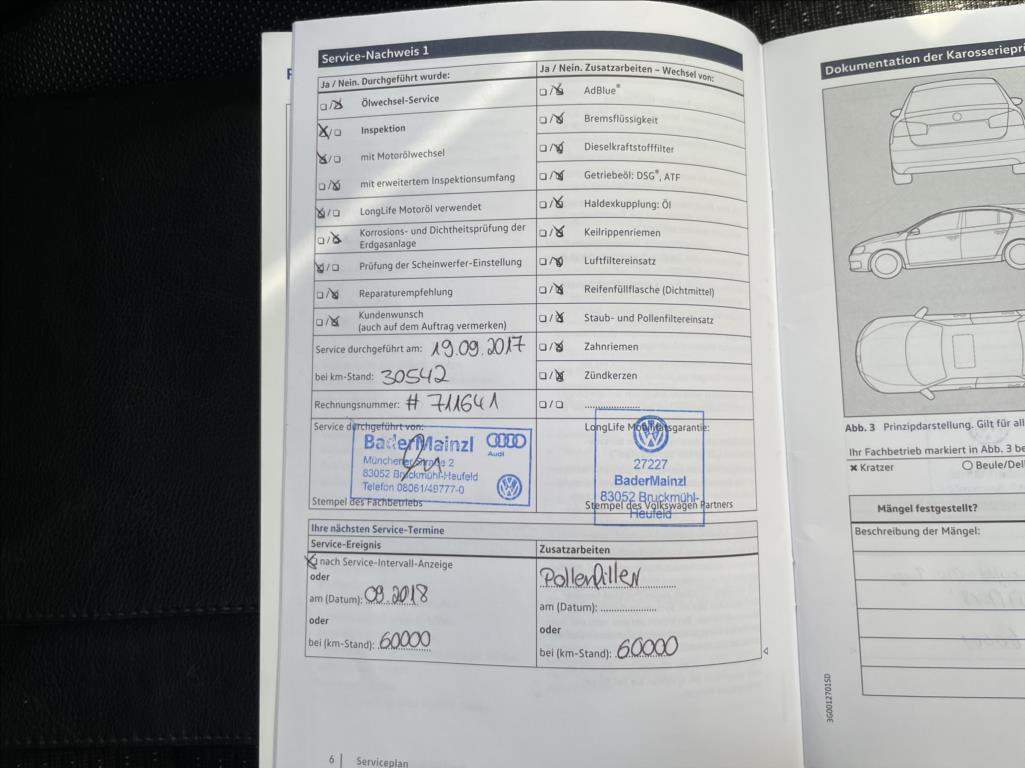 Service-Nachweis 1
Ja / Nein. Durchgeführt wurde:
☐/☒ Ölwechsel-Service
☒/☐ Inspektion
☒/☐ mit Motorölwechsel
☐/☒ mit erweitertem Inspektionsumfang
☒/☐ LongLife Motoröl verwendet
☐/☒ Korrosions- und Dichtheitsprüfung der
Erdgasanlage
☒/☐ Prüfung der Scheinwerfer-Einstellung
☐/☒ Reparaturempfehlung
☐/☒ Kundenwunsch
(auch auf dem Auftrag vermerken)
Service durchgeführt am: 19.09.2017
bei km-Stand: 30542
Rechnungsnummer: # 711641
Ja / Nein. Zusatzarbeiten – Wechsel von:
☐/☒ AdBlue®
☐/☒ Bremsflüssigkeit
☐/☒ Dieselkraftstofffilter
☐/☒ Getriebeöl: DSG®, ATF
☐/☒ Haldexkupplung: Öl
☐/☒ Keilrippenriemen
☐/☒ Luftfiltereinsatz
☐/☒ Reifenfüllflasche (Dichtmittel)
☐/☒ Staub- und Pollenfiltereinsatz
☐/☒ Zahnriemen
☐/☒ Zündkerzen
☐/☐ ....................
Service durchgeführt von:
BaderMainzl
Audi
Münchener Straße 2
83052 Bruckmühl-Heufeld
Telefon 08061/49777-0
Stempel des Fachbetriebs
LongLife Mobilitätsgarantie:
27227
BaderMainzl
83052 Bruckmühl-
Heufeld
Stempel des Volkswagen Partners
Ihre nächsten Service-Termine
Service-Ereignis
☒ nach Service-Intervall-Anzeige
oder
am (Datum): 09.2018
oder
bei (km-Stand): 60000
Zusatzarbeiten
Pollenfilter
am (Datum): ....................
oder
bei (km-Stand): 60000
6 | Serviceplan
Dokumentation der Karosseriepr
Abb. 3 Prinzipdarstellung. Gilt für all
Ihr Fachbetrieb markiert in Abb. 3 be
× Kratzer ○ Beule/Del
Mängel festgestellt?
Beschreibung der Mängel:
3G0012701SD